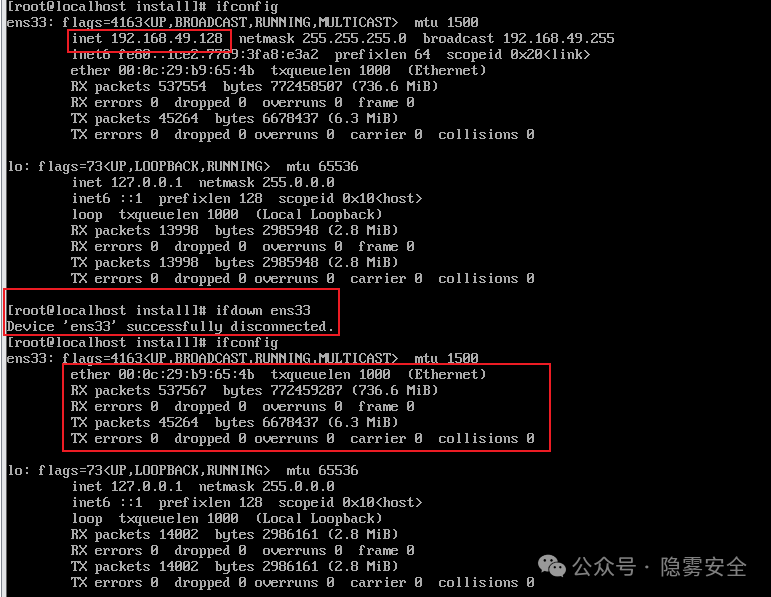 [root@localhost install]# ifconfig
ens33: flags=4163<UP,BROADCAST,RUNNING,MULTICAST>  mtu 1500
        inet 192.168.49.128  netmask 255.255.255.0  broadcast 192.168.49.255
        inet6 fe80::1ce2:7789:3fa8:e3a2  prefixlen 64  scopeid 0x20<link>
        ether 00:0c:29:b9:65:4b  txqueuelen 1000  (Ethernet)
        RX packets 537554  bytes 772458507 (736.6 MiB)
        RX errors 0  dropped 0  overruns 0  frame 0
        TX packets 45264  bytes 6678437 (6.3 MiB)
        TX errors 0  dropped 0 overruns 0  carrier 0  collisions 0
lo: flags=73<UP,LOOPBACK,RUNNING>  mtu 65536
        inet 127.0.0.1  netmask 255.0.0.0
        inet6 ::1  prefixlen 128  scopeid 0x10<host>
        loop  txqueuelen 1000  (Local Loopback)
        RX packets 13998  bytes 2985948 (2.8 MiB)
        RX errors 0  dropped 0  overruns 0  frame 0
        TX packets 13998  bytes 2985948 (2.8 MiB)
        TX errors 0  dropped 0 overruns 0  carrier 0  collisions 0
[root@localhost install]# ifdown ens33
Device 'ens33' successfully disconnected.
[root@localhost install]# ifconfig
ens33: flags=4163<UP,BROADCAST,RUNNING,MULTICAST>  mtu 1500
        ether 00:0c:29:b9:65:4b  txqueuelen 1000  (Ethernet)
        RX packets 537567  bytes 772459287 (736.6 MiB)
        RX errors 0  dropped 0  overruns 0  frame 0
        TX packets 45264  bytes 6678437 (6.3 MiB)
        TX errors 0  dropped 0 overruns 0  carrier 0  collisions 0
lo: flags=73<UP,LOOPBACK,RUNNING>  mtu 65536
        inet 127.0.0.1  netmask 255.0.0.0
        inet6 ::1  prefixlen 128  scopeid 0x10<host>
        loop  txqueuelen 1000  (Local Loopback)
        RX packets 14002  bytes 2986161 (2.8 MiB)
        RX errors 0  dropped 0  overruns 0  frame 0
        TX packets 14002  bytes 2986161 (2.8 MiB)
        TX errors 0  dropped 0 overruns 0  carrier 0  collisions 0
公众号 · 隐雾安全